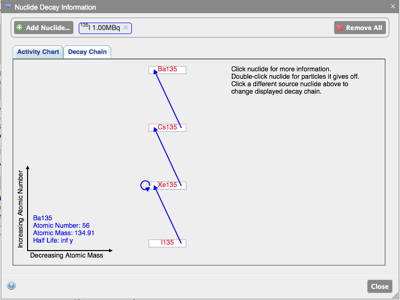 Nuclide Decay Information
Add Nuclide...
135 I 1.00MBq
Remove All
Activity Chart
Decay Chain
Ba135
Click nuclide for more information.
Double-click nuclide for particles it gives off.
Click a different source nuclide above to
change displayed decay chain.
Cs135
Xe135
Increasing Atomic Number
Ba135
Atomic Number: 56
Atomic Mass: 134.91
Half Life: inf y
I135
Decreasing Atomic Mass
Close